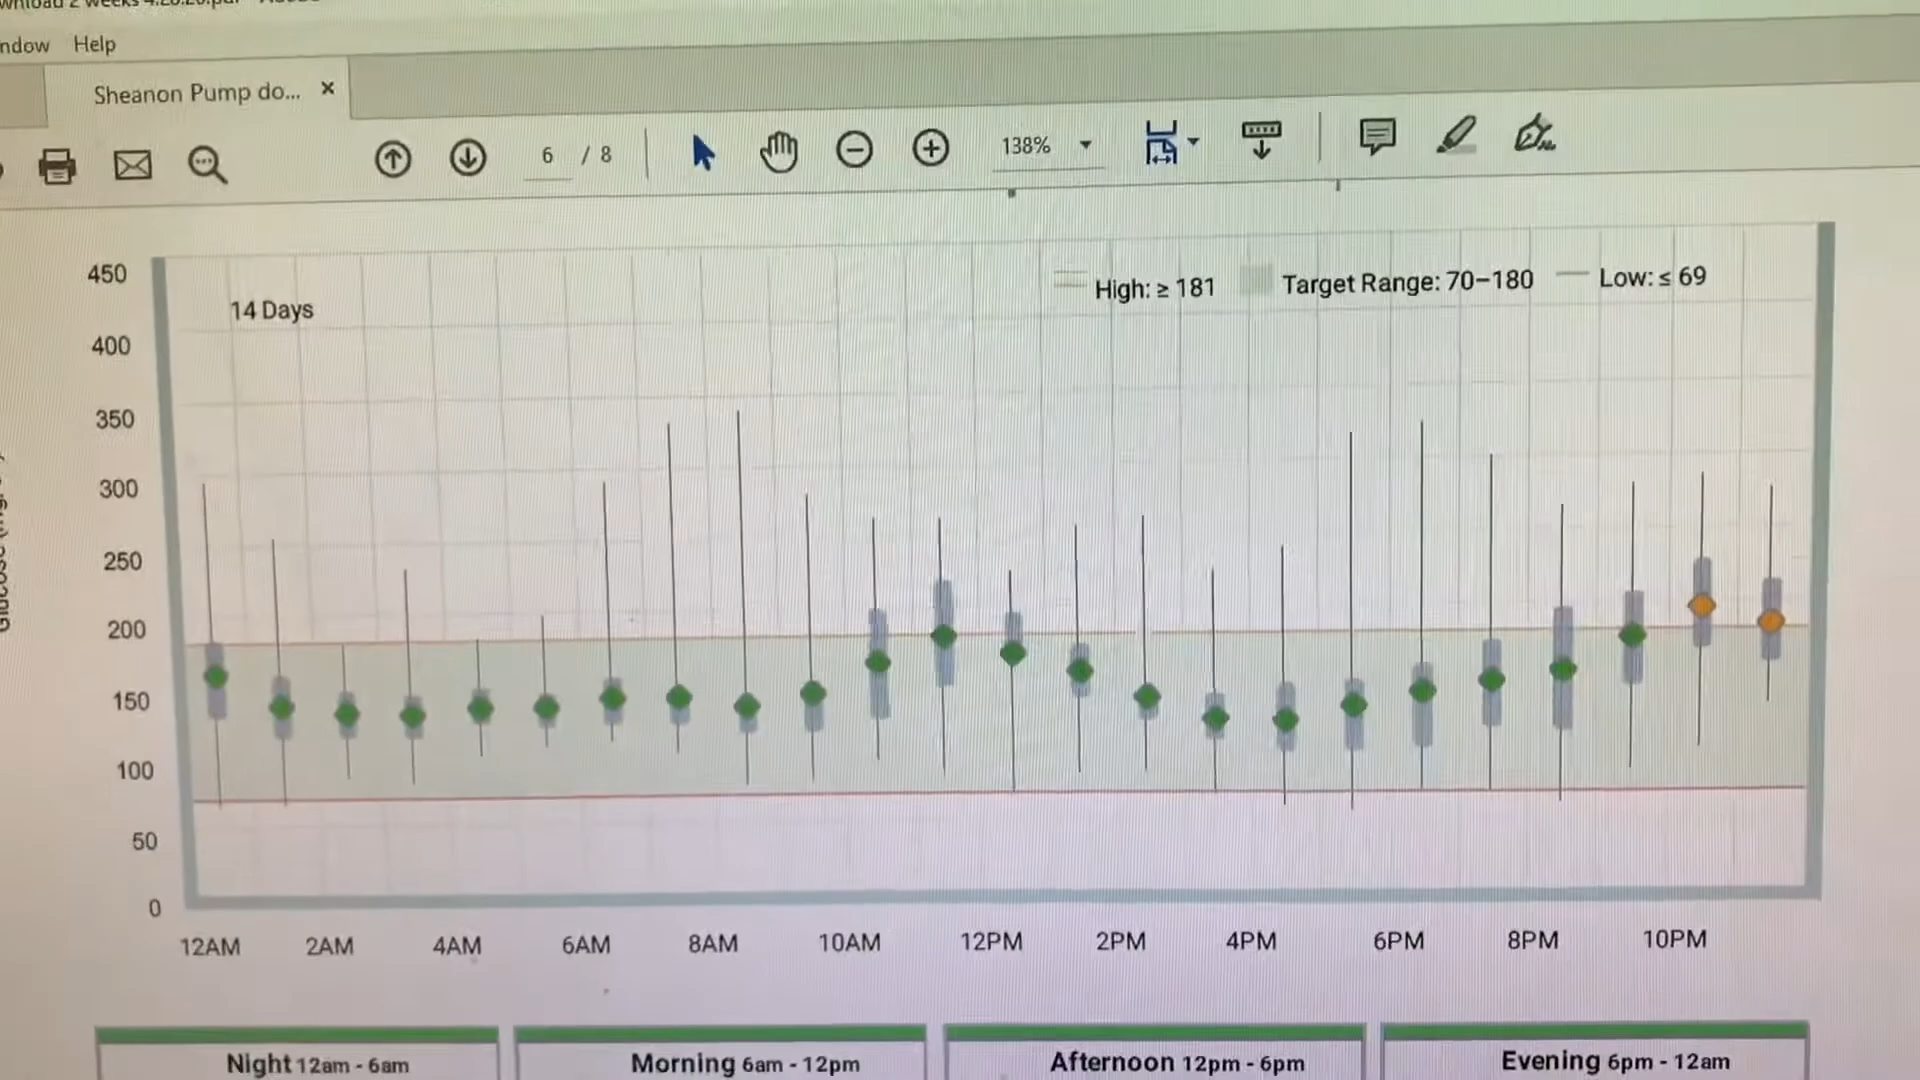 Help
Sheanon Pump do...
6 / 8
138%
14 Days
High: ≥ 181
Target Range: 70–180
Low: ≤ 69
450
400
350
300
250
200
150
100
50
0
12AM 2AM 4AM 6AM 8AM 10AM 12PM 2PM 4PM 6PM 8PM 10PM
Night 12am - 6am
Morning 6am - 12pm
Afternoon 12pm - 6pm
Evening 6pm - 12am